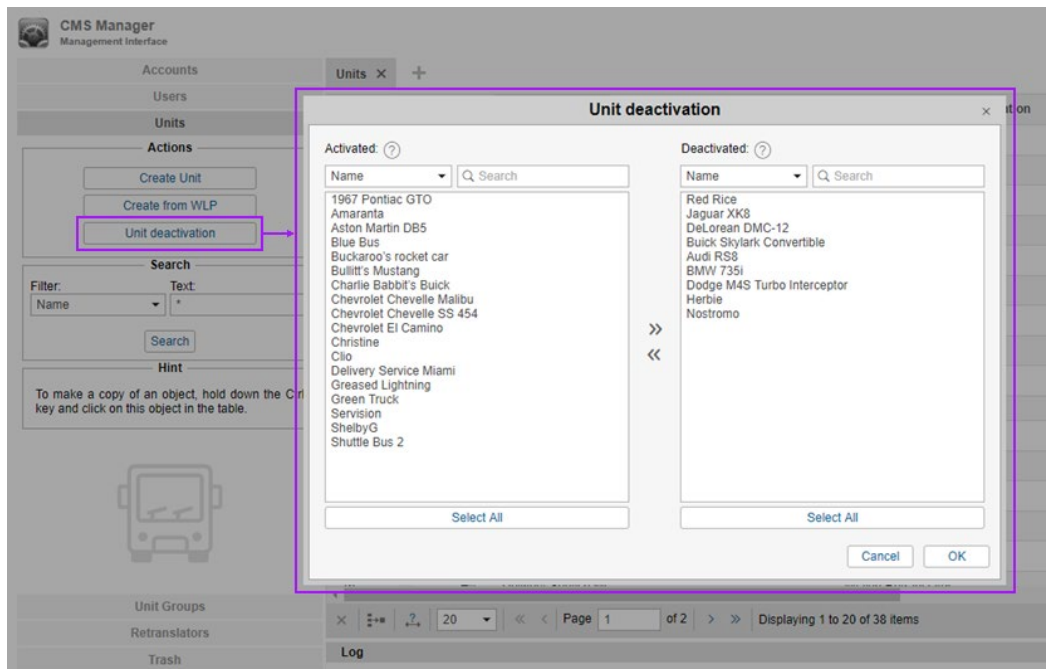 CMS Manager
Management Interface
Accounts
Users
Units
Actions
Create Unit
Create from WLP
Unit deactivation
Search
Filter: Text:
Name *
Search
Hint
To make a copy of an object, hold down the Ctrl
key and click on this object in the table.
Unit Groups
Retranslators
Trash
Units ×
Unit deactivation ×
Activated: ?
Name Search
1967 Pontiac GTO
Amaranta
Aston Martin DB5
Blue Bus
Buckaroo's rocket car
Bullitt's Mustang
Charlie Babbit's Buick
Chevrolet Chevelle Malibu
Chevrolet Chevelle SS 454
Chevrolet El Camino
Christine
Clio
Delivery Service Miami
Greased Lightning
Green Truck
Servision
ShelbyG
Shuttle Bus 2
Select All
Deactivated: ?
Name Search
Red Rice
Jaguar XK8
DeLorean DMC-12
Buick Skylark Convertible
Audi RS8
BMW 735i
Dodge M4S Turbo Interceptor
Herbie
Nostromo
Select All
Cancel OK
20 Page 1 of 2 Displaying 1 to 20 of 38 items
Log